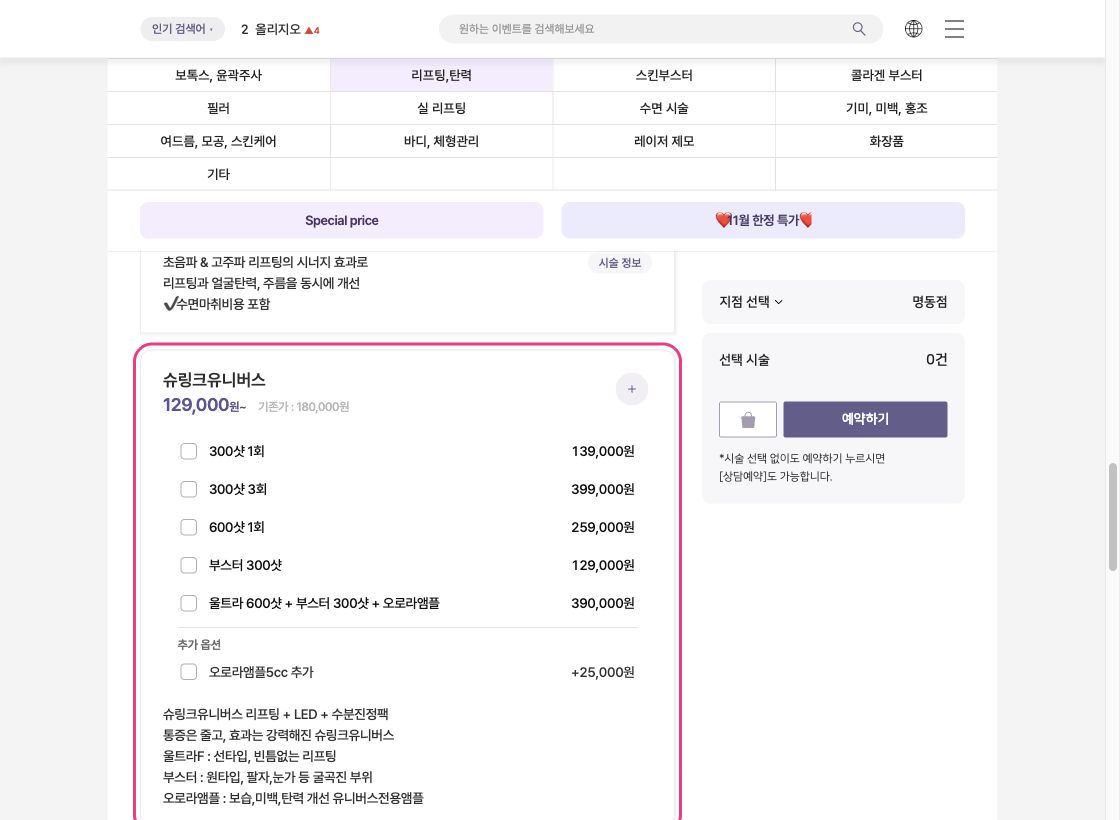 인기 검색어 ·
2 올리지오 ▲4
원하는 이벤트를 검색해보세요
보톡스, 윤곽주사
리프팅,탄력
스킨부스터
콜라겐 부스터
필러
실 리프팅
수면 시술
기미, 미백, 홍조
여드름, 모공, 스킨케어
바디, 체형관리
레이저 제모
화장품
기타
Special price
❤️11월 한정 특가❤️
초음파 & 고주파 리프팅의 시너지 효과로
리프팅과 얼굴탄력, 주름을 동시에 개선
✔수면마취비용 포함
시술 정보
지점 선택
명동점
선택 시술
0건
예약하기
*시술 선택 없이도 예약하기 누르시면
[상담예약]도 가능합니다.
슈링크유니버스
129,000원~ 기존가 : 180,000원
+
300샷 1회 139,000원
300샷 3회 399,000원
600샷 1회 259,000원
부스터 300샷 129,000원
울트라 600샷 + 부스터 300샷 + 오로라앰플 390,000원
추가 옵션
오로라앰플5cc 추가 +25,000원
슈링크유니버스 리프팅 + LED + 수분진정팩
통증은 줄고, 효과는 강력해진 슈링크유니버스
울트라F : 선타입, 빈틈없는 리프팅
부스터 : 원타입, 팔자,눈가 등 굴곡진 부위
오로라앰플 : 보습,미백,탄력 개선 유니버스전용앰플